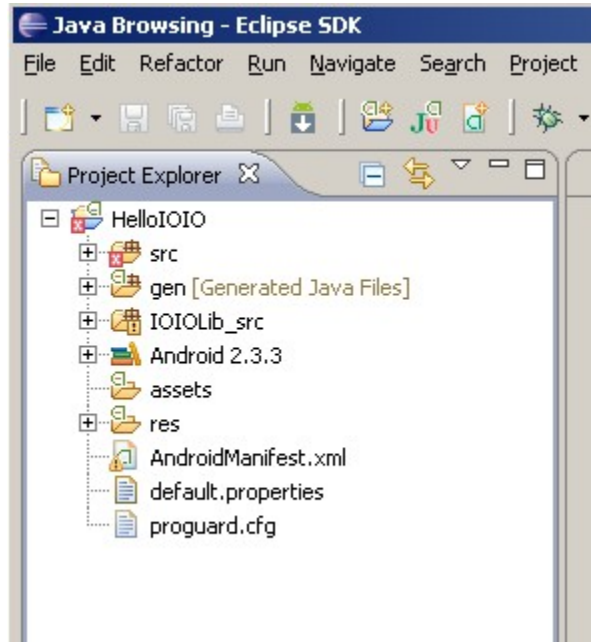 Java Browsing - Eclipse SDK
File Edit Refactor Run Navigate Search Project
Project Explorer
HelloIOIO
src
gen [Generated Java Files]
IOIOLib_src
Android 2.3.3
assets
res
AndroidManifest.xml
default.properties
proguard.cfg